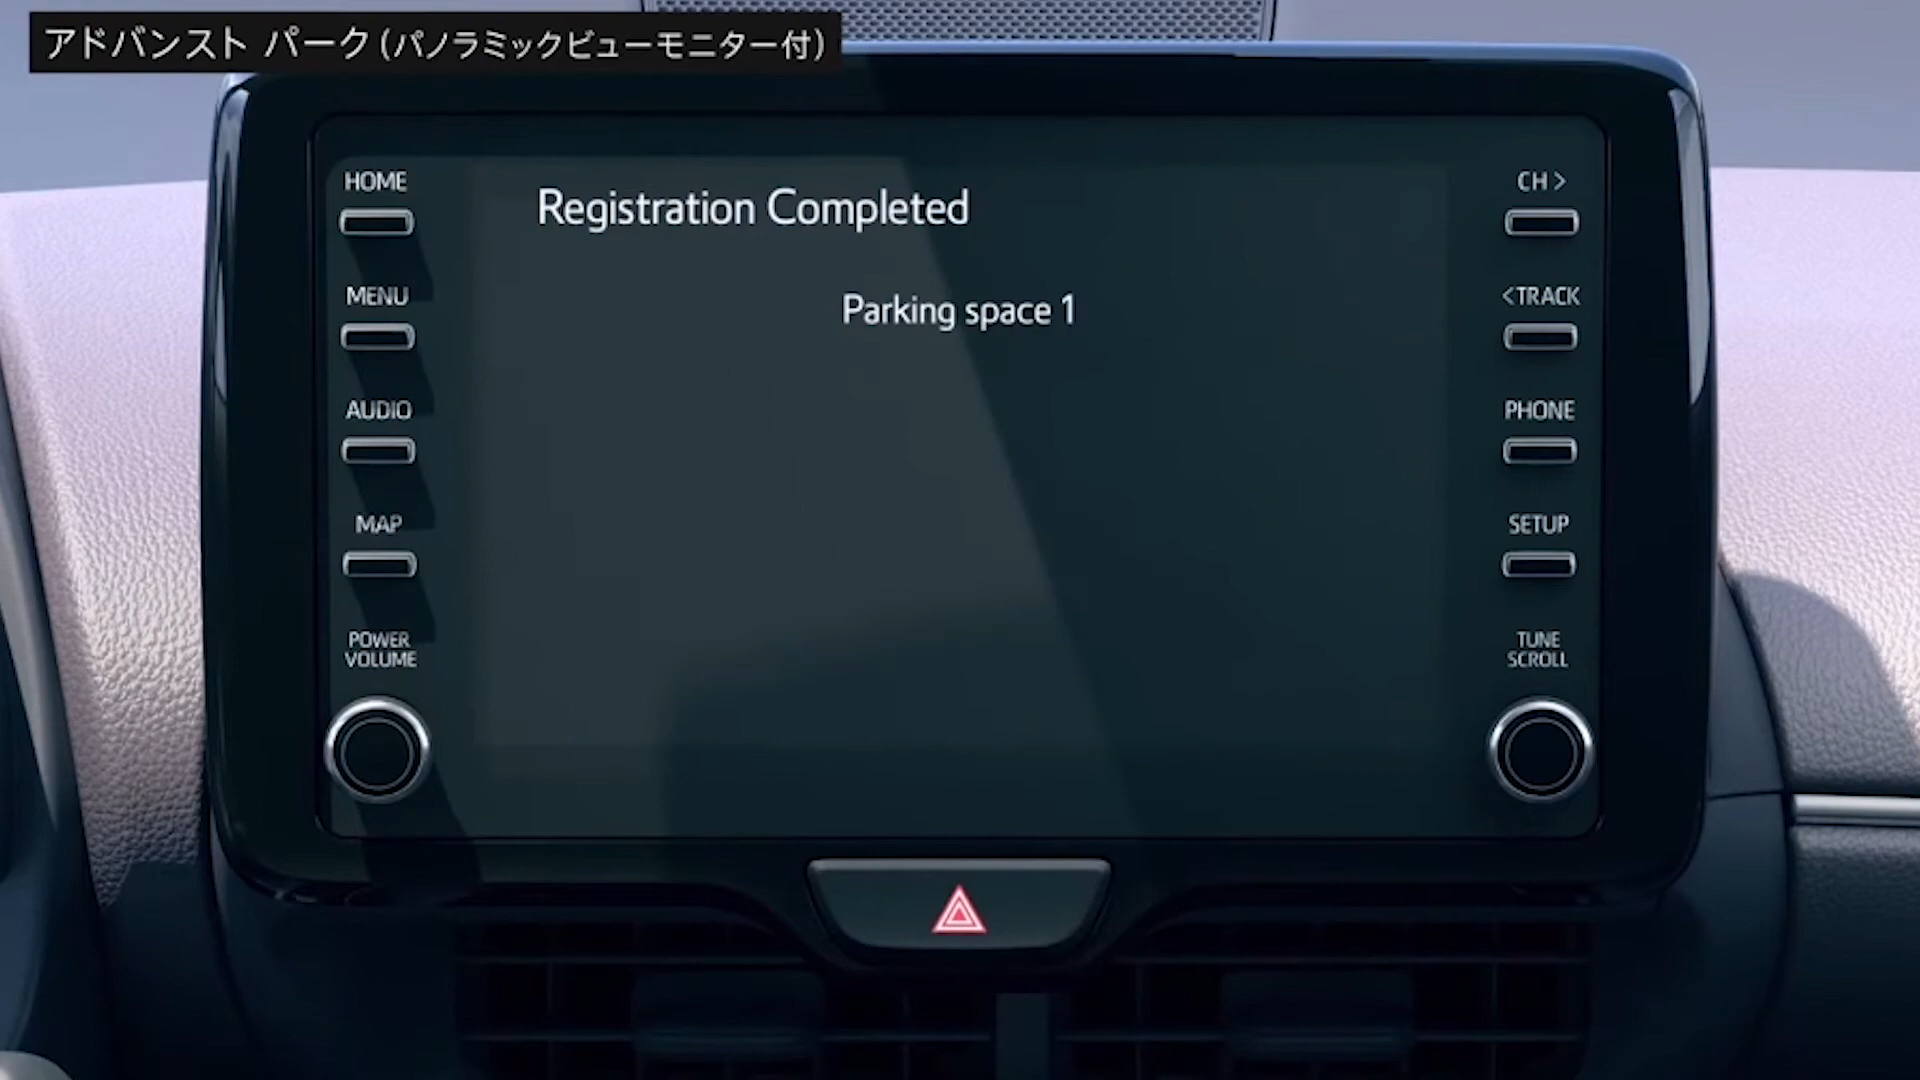 アドバンスト パーク（パノラミックビューモニター付）
HOME
Registration Completed
CH >
MENU
Parking space 1
<TRACK
AUDIO
PHONE
MAP
SETUP
POWER
VOLUME
TUNE
SCROLL